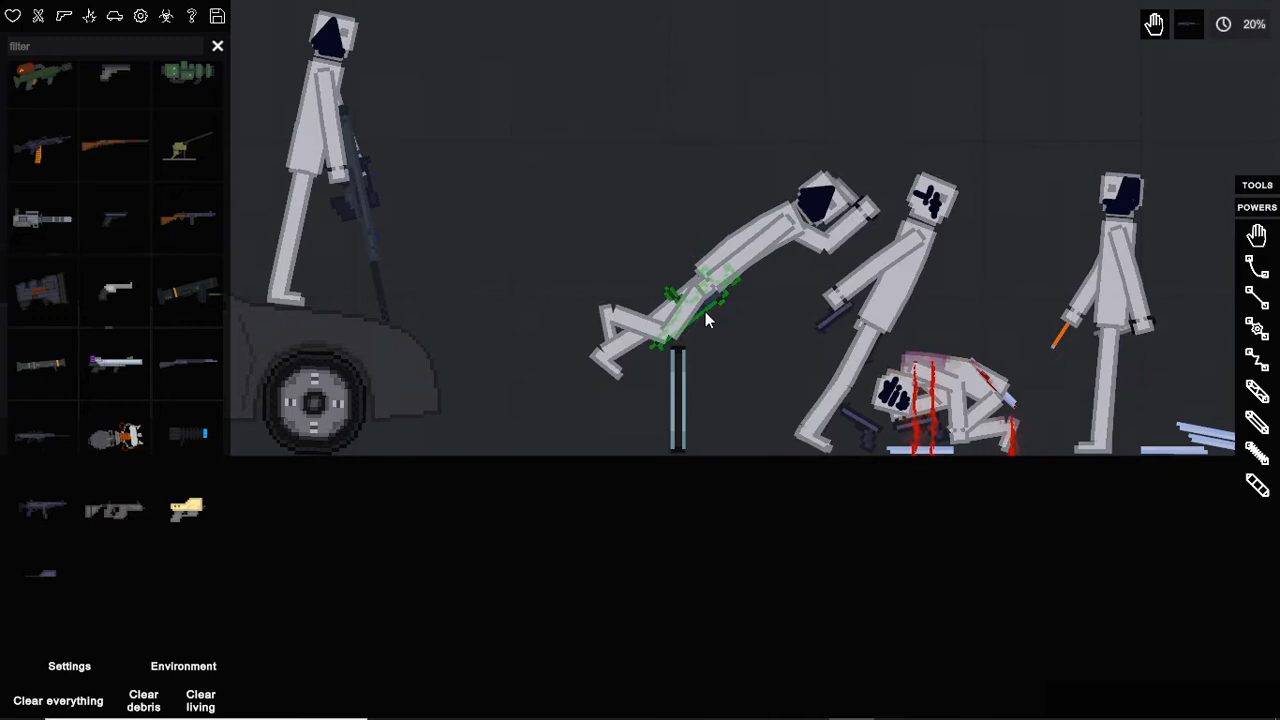 20%
filter
TOOLS
POWERS
Settings
Environment
Clear everything
Clear debris
Clear living